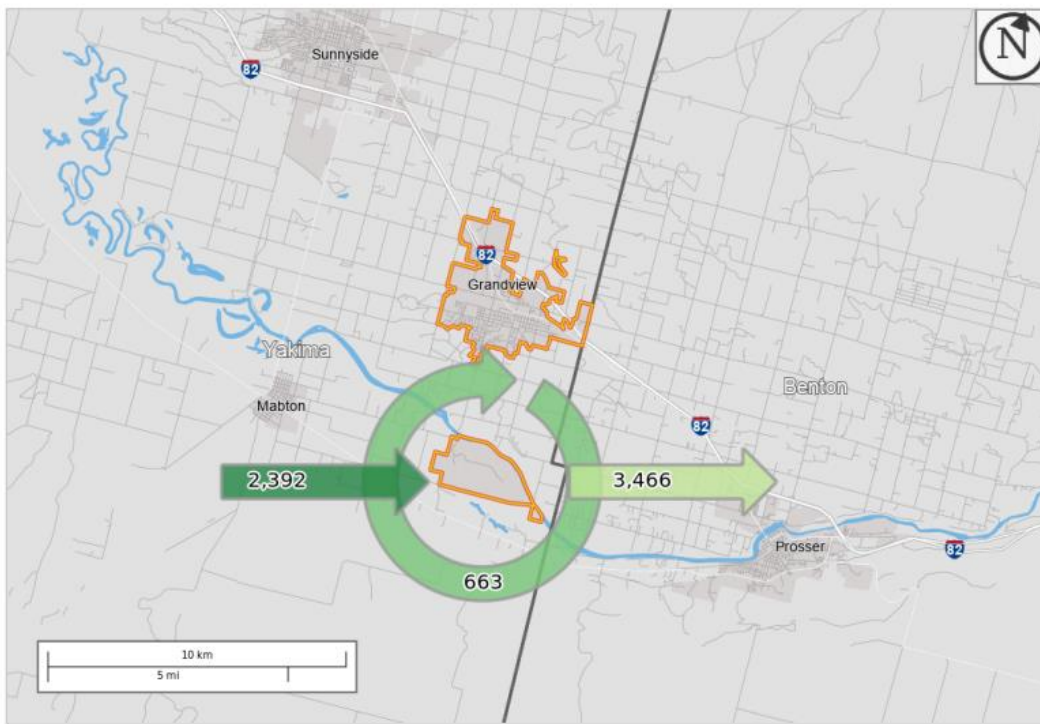 N
Sunnyside
82
82
Grandview
Yakima
Benton
Mabton
82
2,392
3,466
Prosser
82
663
10 km
5 mi